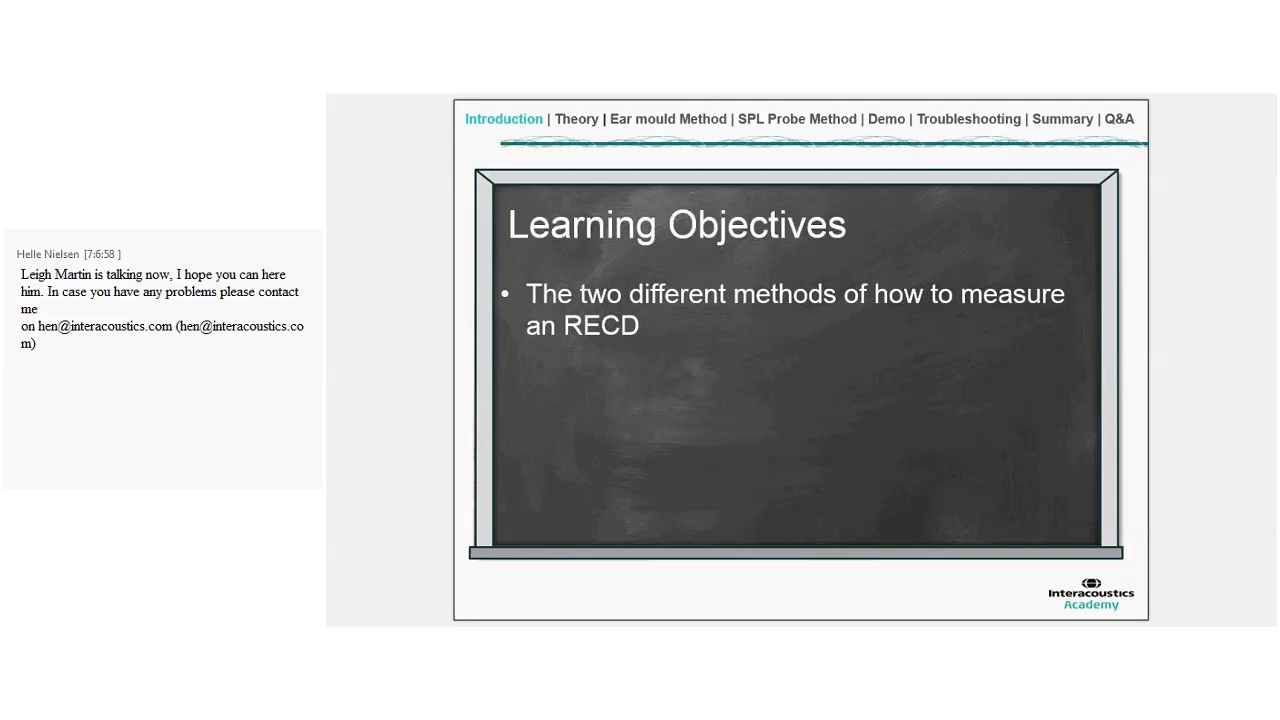 Helle Nielsen [7:6:58 ]
Leigh Martin is talking now, I hope you can here
him. In case you have any problems please contact
me
on hen@interacoustics.com (hen@interacoustics.co
m)
Introduction | Theory | Ear mould Method | SPL Probe Method | Demo | Troubleshooting | Summary | Q&A
Learning Objectives
• The two different methods of how to measure
an RECD
Interacoustics
Academy